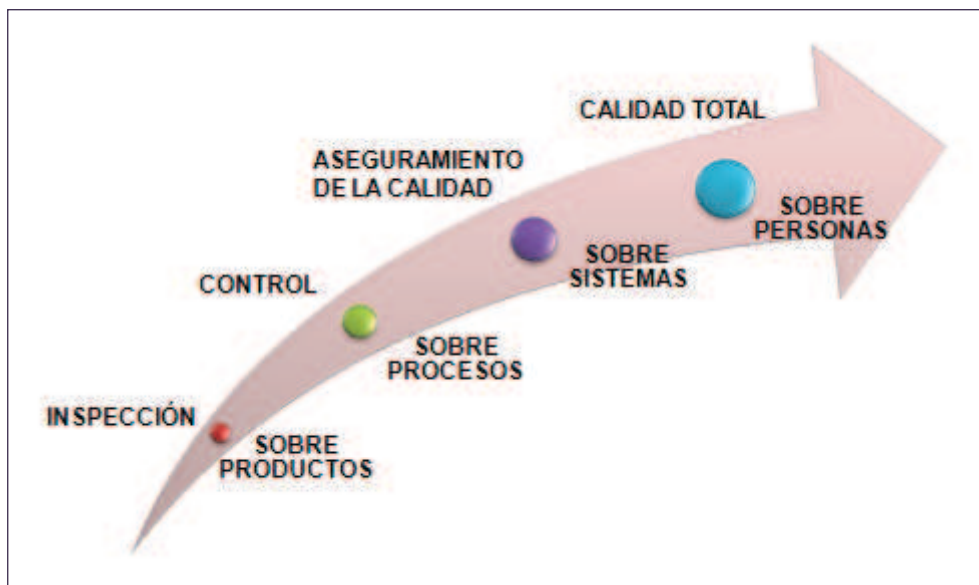 CALIDAD TOTAL
ASEGURAMIENTO
DE LA CALIDAD
SOBRE
PERSONAS
SOBRE
SISTEMAS
CONTROL
SOBRE
PROCESOS
INSPECCIÓN
SOBRE
PRODUCTOS